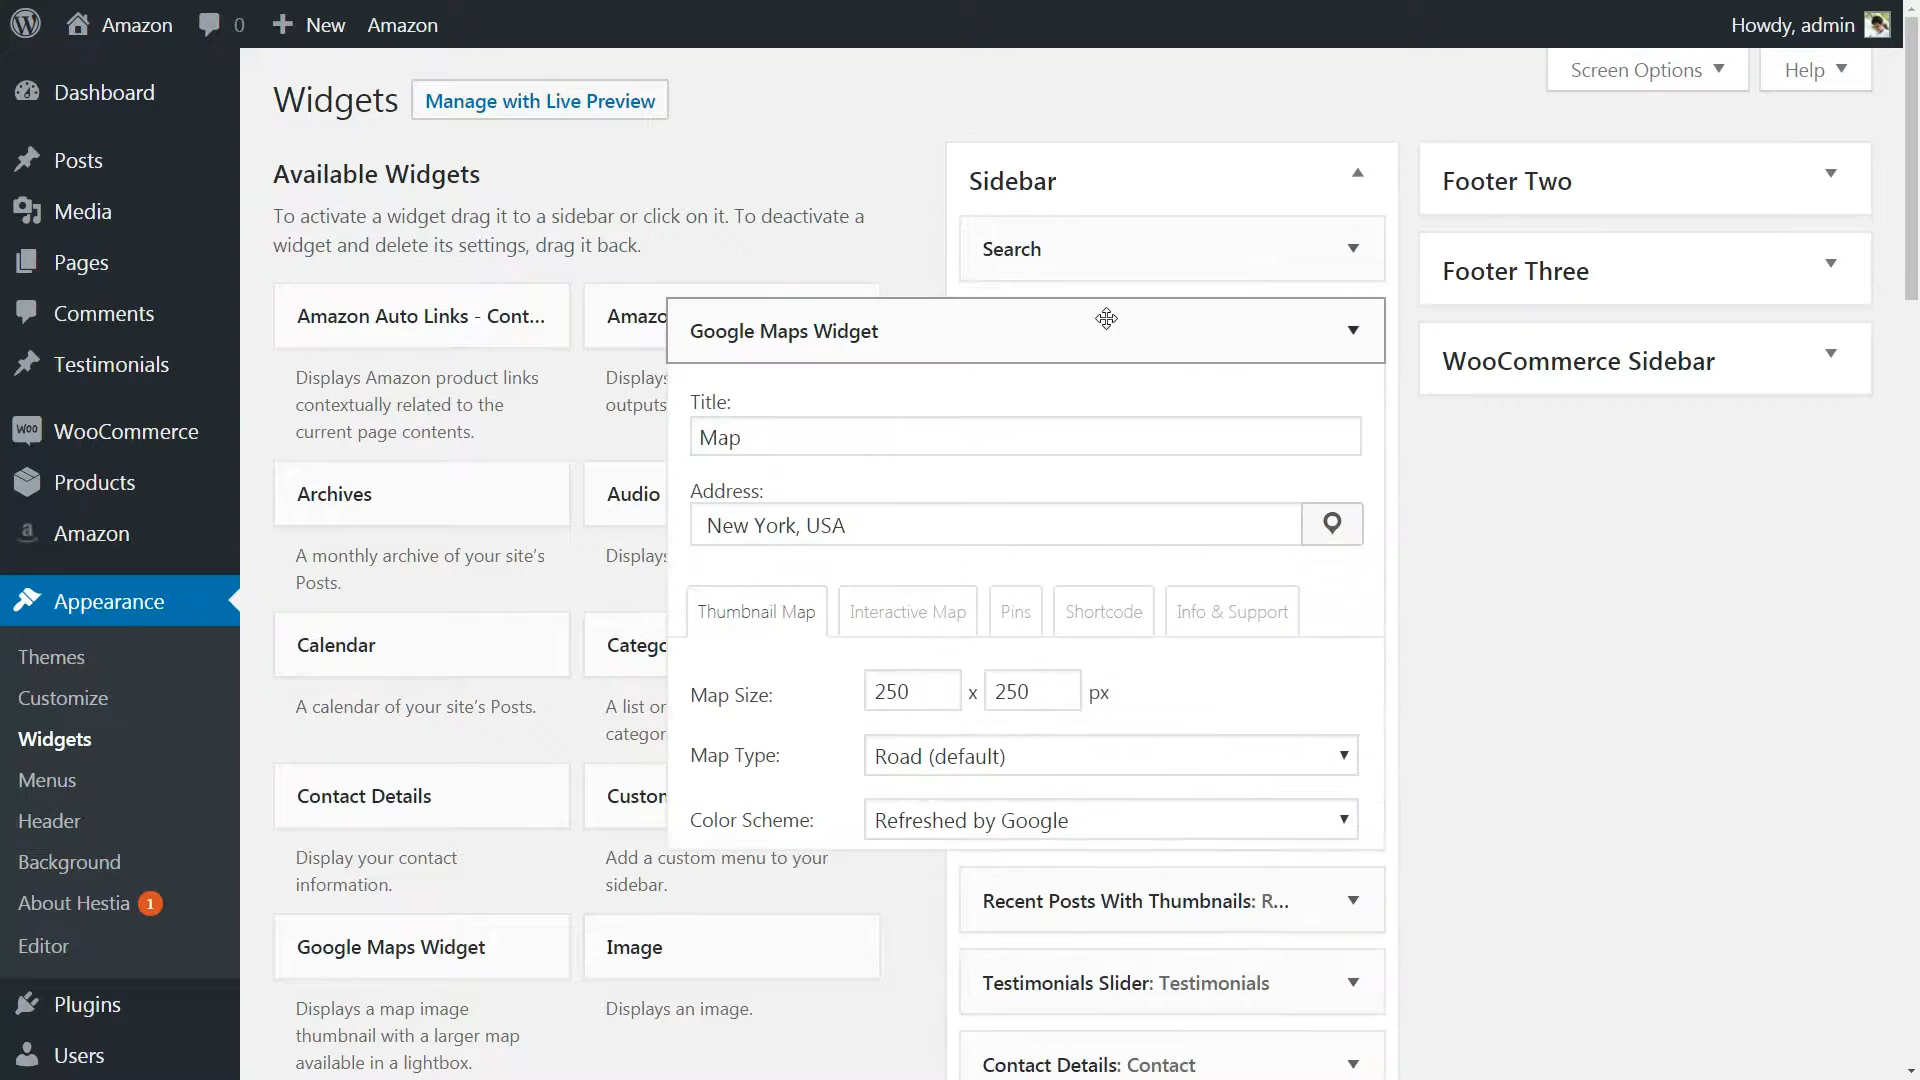 Amazon
0
New
Amazon
Howdy, admin
Dashboard
Posts
Media
Pages
Comments
Testimonials
Woo
WooCommerce
Products
a
Amazon
Appearance
Themes
Customize
Widgets
Menus
Header
Background
About Hestia 1
Editor
Plugins
Users
Screen Options
Help
Widgets
Manage with Live Preview
Available Widgets
To activate a widget drag it to a sidebar or click on it. To deactivate a
widget and delete its settings, drag it back.
Amazon Auto Links - Cont...
Displays Amazon product links
contextually related to the
current page contents.
Archives
A monthly archive of your site's
Posts.
Calendar
A calendar of your site's Posts.
Contact Details
Display your contact
information.
Google Maps Widget
Displays a map image
thumbnail with a larger map
available in a lightbox.
Amazo
Displays
outputs
Audio
Displays
Catego
A list or
categor
Custon
Add a custom menu to your
sidebar.
Image
Displays an image.
Sidebar
Search
Google Maps Widget
Title:
Map
Address:
New York, USA
Thumbnail Map
Interactive Map
Pins
Shortcode
Info & Support
Map Size:
250 x 250 px
Map Type:
Road (default)
Color Scheme:
Refreshed by Google
Recent Posts With Thumbnails: R...
Testimonials Slider: Testimonials
Contact Details: Contact
Footer Two
Footer Three
WooCommerce Sidebar